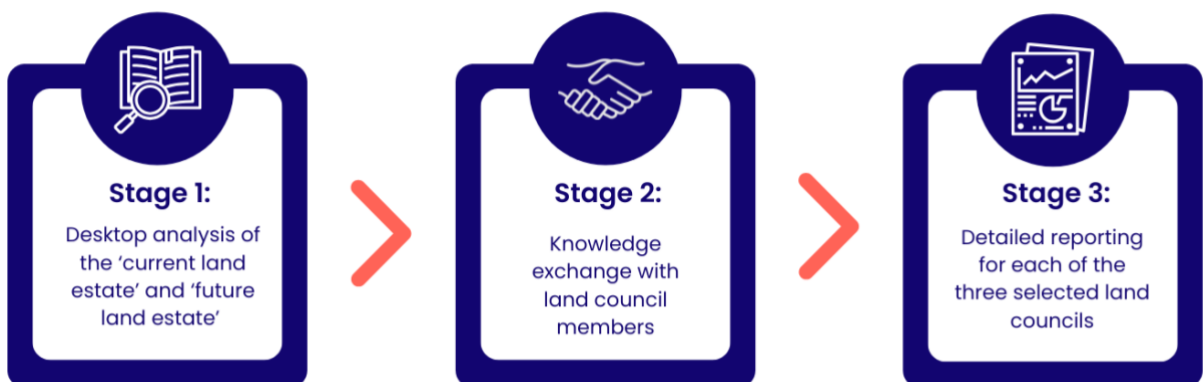 Stage 1:
Desktop analysis of
the ‘current land
estate’ and ‘future
land estate’
Stage 2:
Knowledge
exchange with
land council
members
Stage 3:
Detailed reporting
for each of the
three selected land
councils